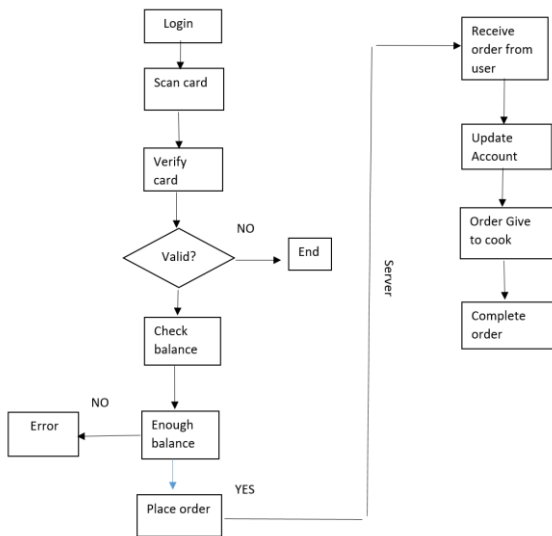 Login
Scan card
Verify
card
Valid?
NO
End
Check
balance
NO
Error
Enough
balance
YES
Place order
Server
Receive
order from
user
Update
Account
Order Give
to cook
Complete
order